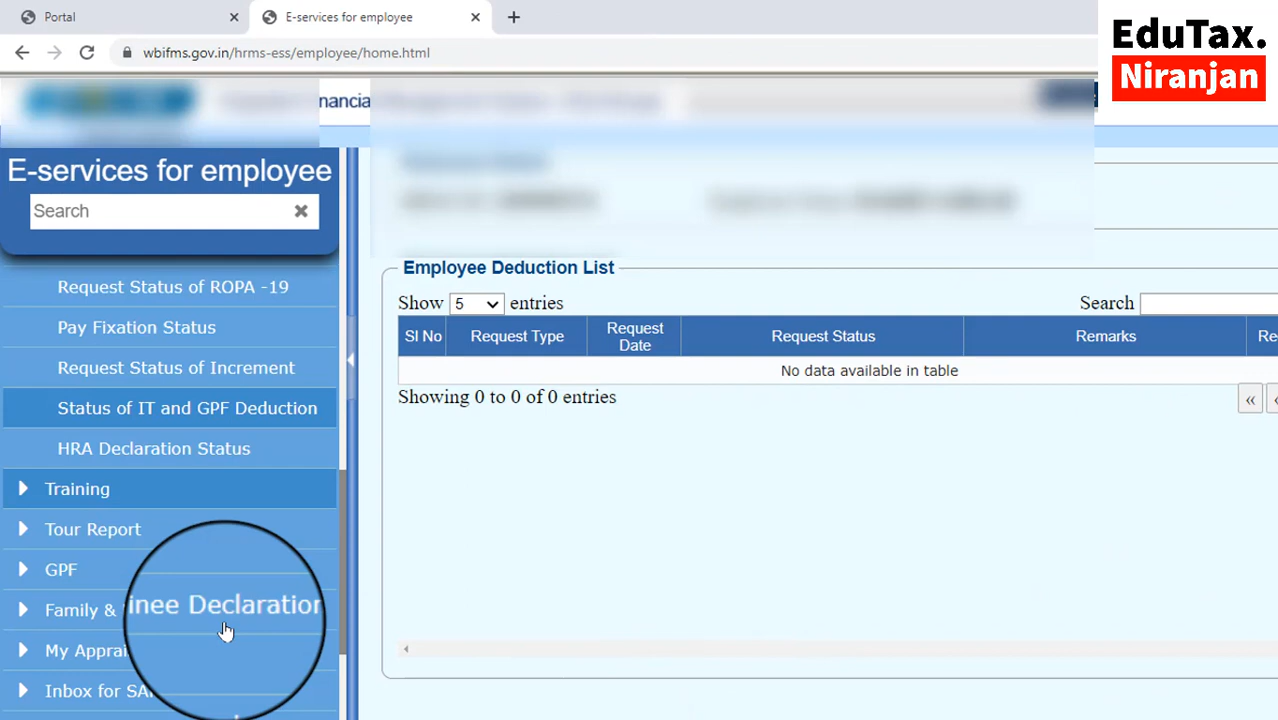 Portal
E-services for employee
wbifms.gov.in/hrms-ess/employee/home.html
EduTax.
Niranjan
E-services for employee
Search
Request Status of ROPA -19
Pay Fixation Status
Request Status of Increment
Status of IT and GPF Deduction
HRA Declaration Status
Training
Tour Report
GPF
Family & inee Declaration
My Apprai
Inbox for SA
Employee Deduction List
Show 5 entries
Search
Sl No Request Type Request Date Request Status Remarks Re
No data available in table
Showing 0 to 0 of 0 entries